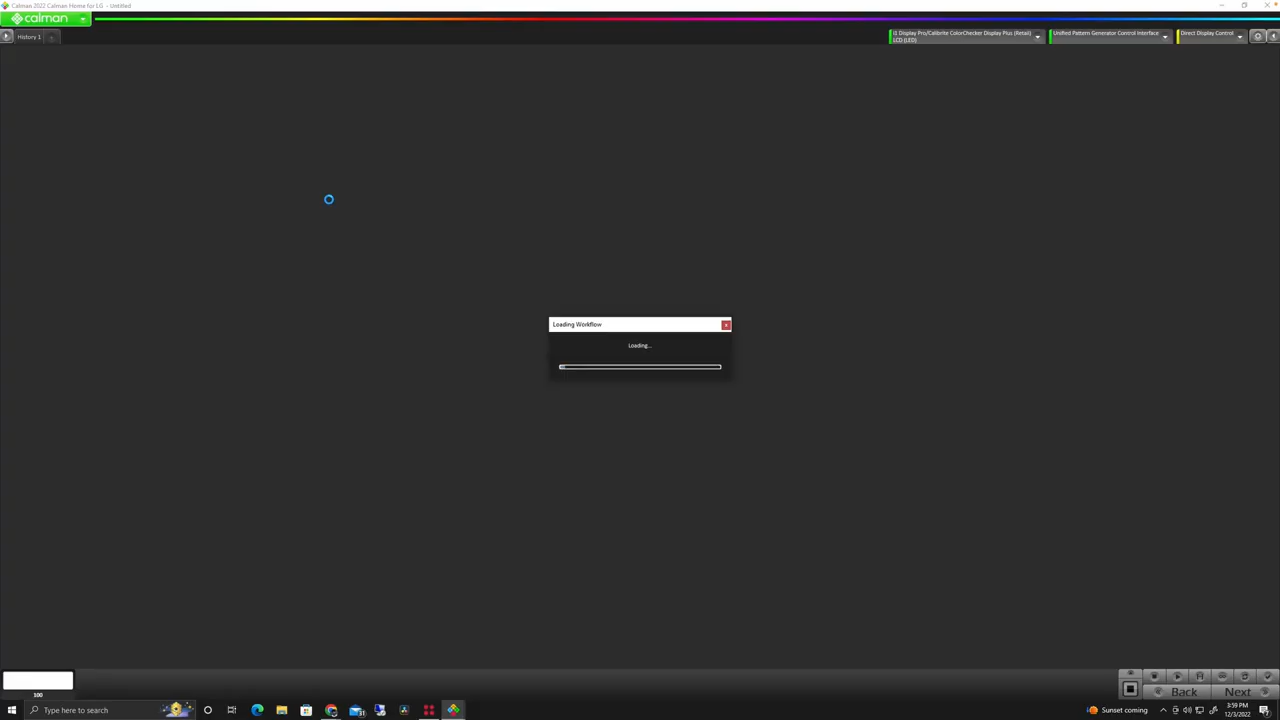 Calman 2022 Calman Home for LG - Untitled
calman
History 1
i1 Display Pro/Calibrite ColorChecker Display Plus (Retail)
LCD (LED)
Unified Pattern Generator Control Interface
Direct Display Control
Loading Workflow
Loading...
100
Back
Next
Type here to search
Sunset coming
3:59 PM
12/3/2022